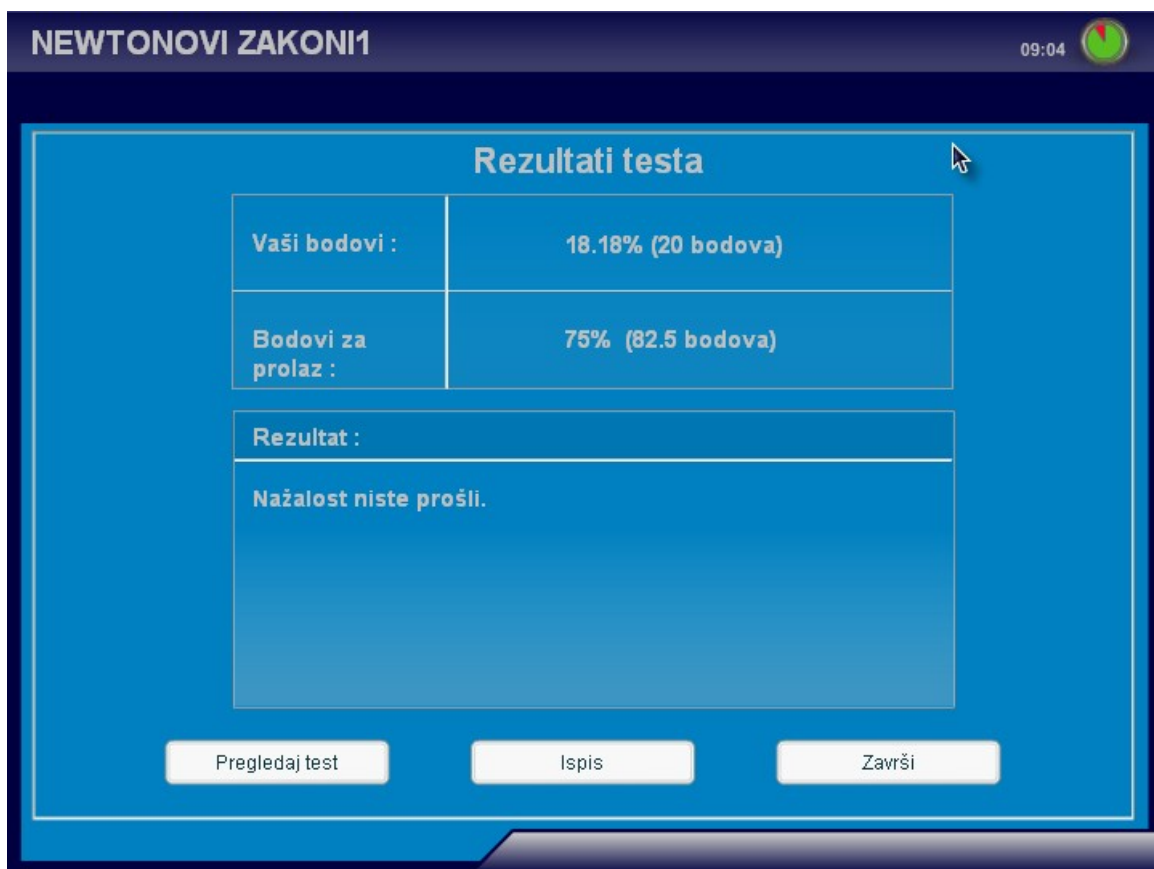 NEWTONOVI ZAKONI1
09:04
Rezultati testa
Vaši bodovi :
18.18% (20 bodova)
Bodovi za
prolaz :
75% (82.5 bodova)
Rezultat :
Nažalost niste prošli.
Pregledaj test
Ispis
Završi